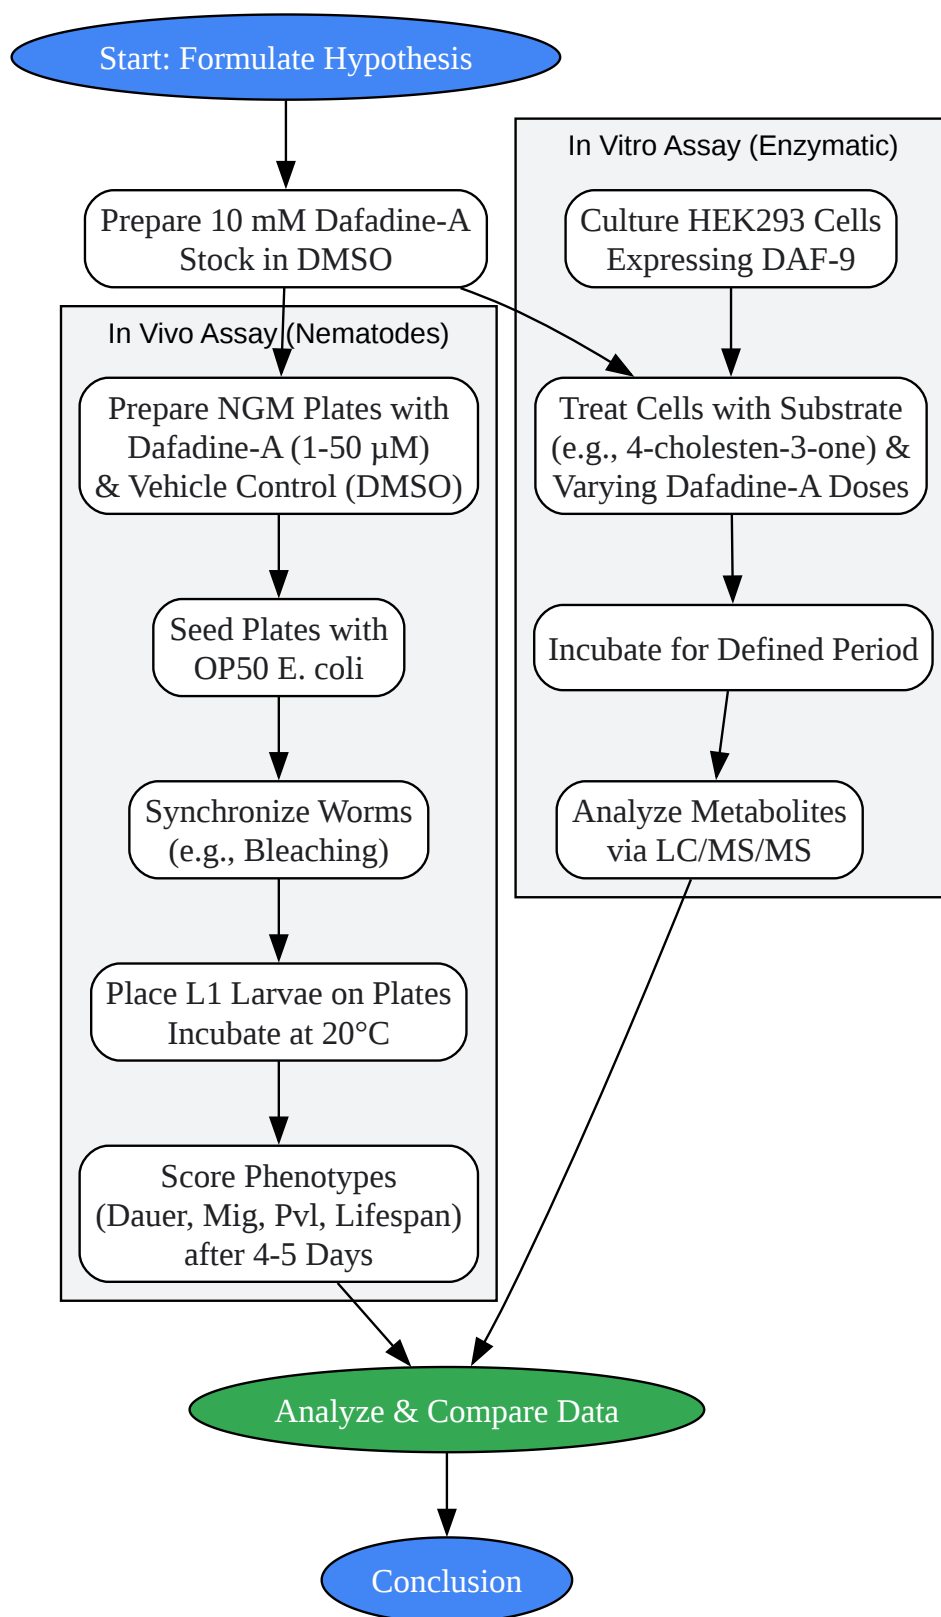 Start: Formulate Hypothesis
Prepare 10 mM Dafadine-A
Stock in DMSO
In Vivo Assay (Nematodes)
Prepare NGM Plates with
Dafadine-A (1-50 µM)
& Vehicle Control (DMSO)
Seed Plates with
OP50 E. coli
Synchronize Worms
(e.g., Bleaching)
Place L1 Larvae on Plates
Incubate at 20°C
Score Phenotypes
(Dauer, Mig, Pvl, Lifespan)
after 4-5 Days
In Vitro Assay (Enzymatic)
Culture HEK293 Cells
Expressing DAF-9
Treat Cells with Substrate
(e.g., 4-cholesten-3-one) &
Varying Dafadine-A Doses
Incubate for Defined Period
Analyze Metabolites
via LC/MS/MS
Analyze & Compare Data
Conclusion